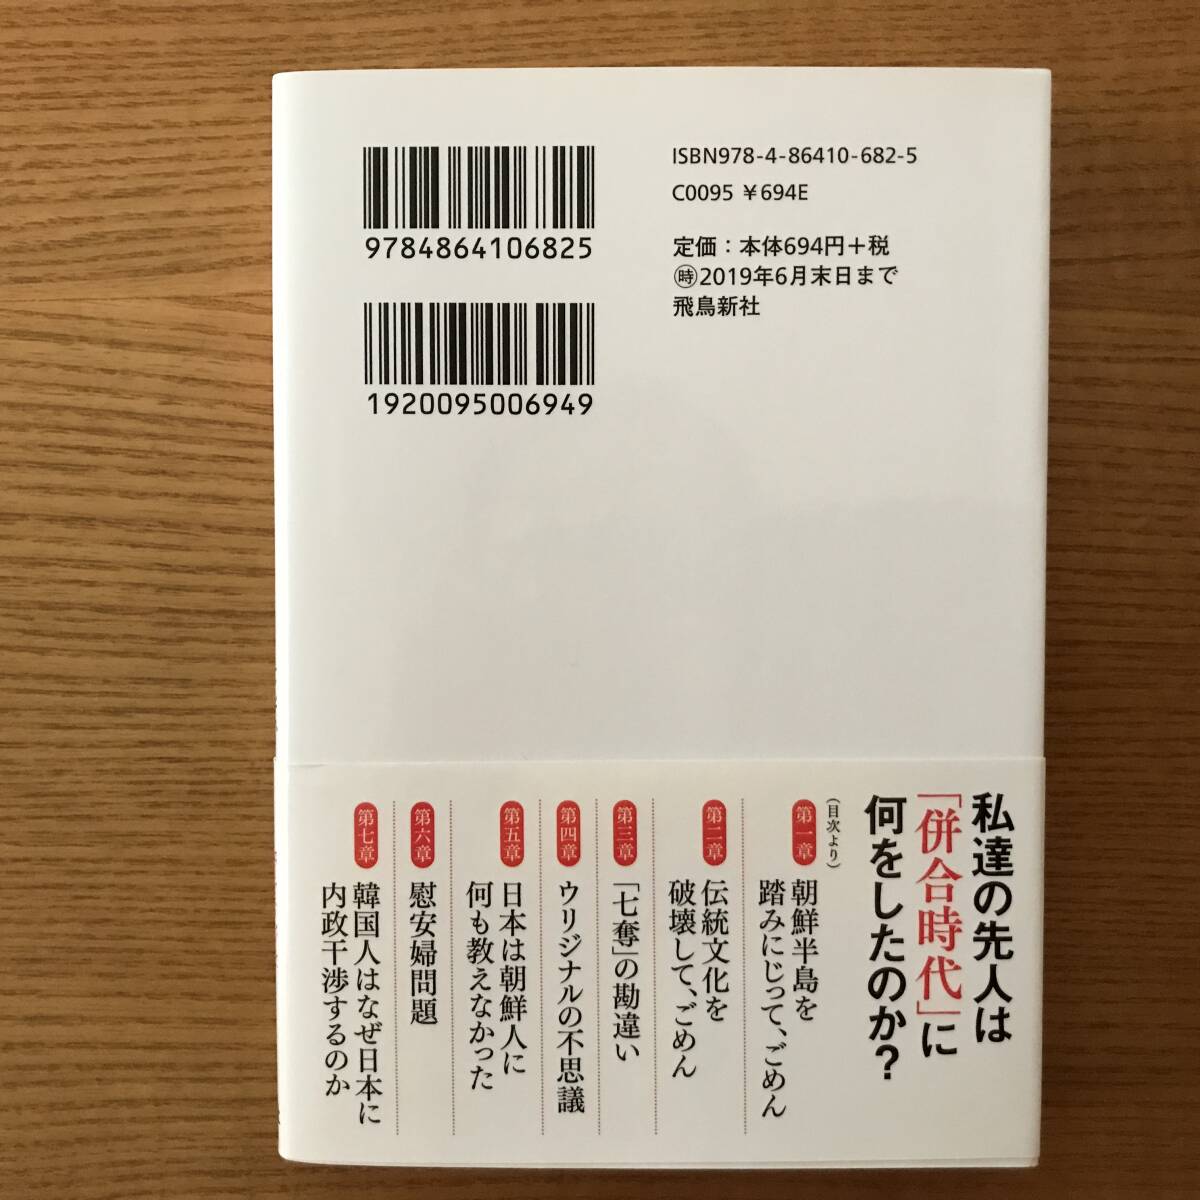 ISBN978-4-86410-682-5
C0095 ￥694E
9784864106825
定価：本体694円＋税
㊕2019年6月末日まで
飛鳥新社
1920095006949
私達の先人は
「併合時代」に
何をしたのか？
（目次より）
第一章 朝鮮半島を
踏みにじって、ごめん
第二章 伝統文化を
破壊して、ごめん
第三章 「七奪」の勘違い
第四章 ウリジナルの不思議
第五章 日本は朝鮮人に
何も教えなかった
第六章 慰安婦問題
第七章 韓国人はなぜ日本に
内政干渉するのか